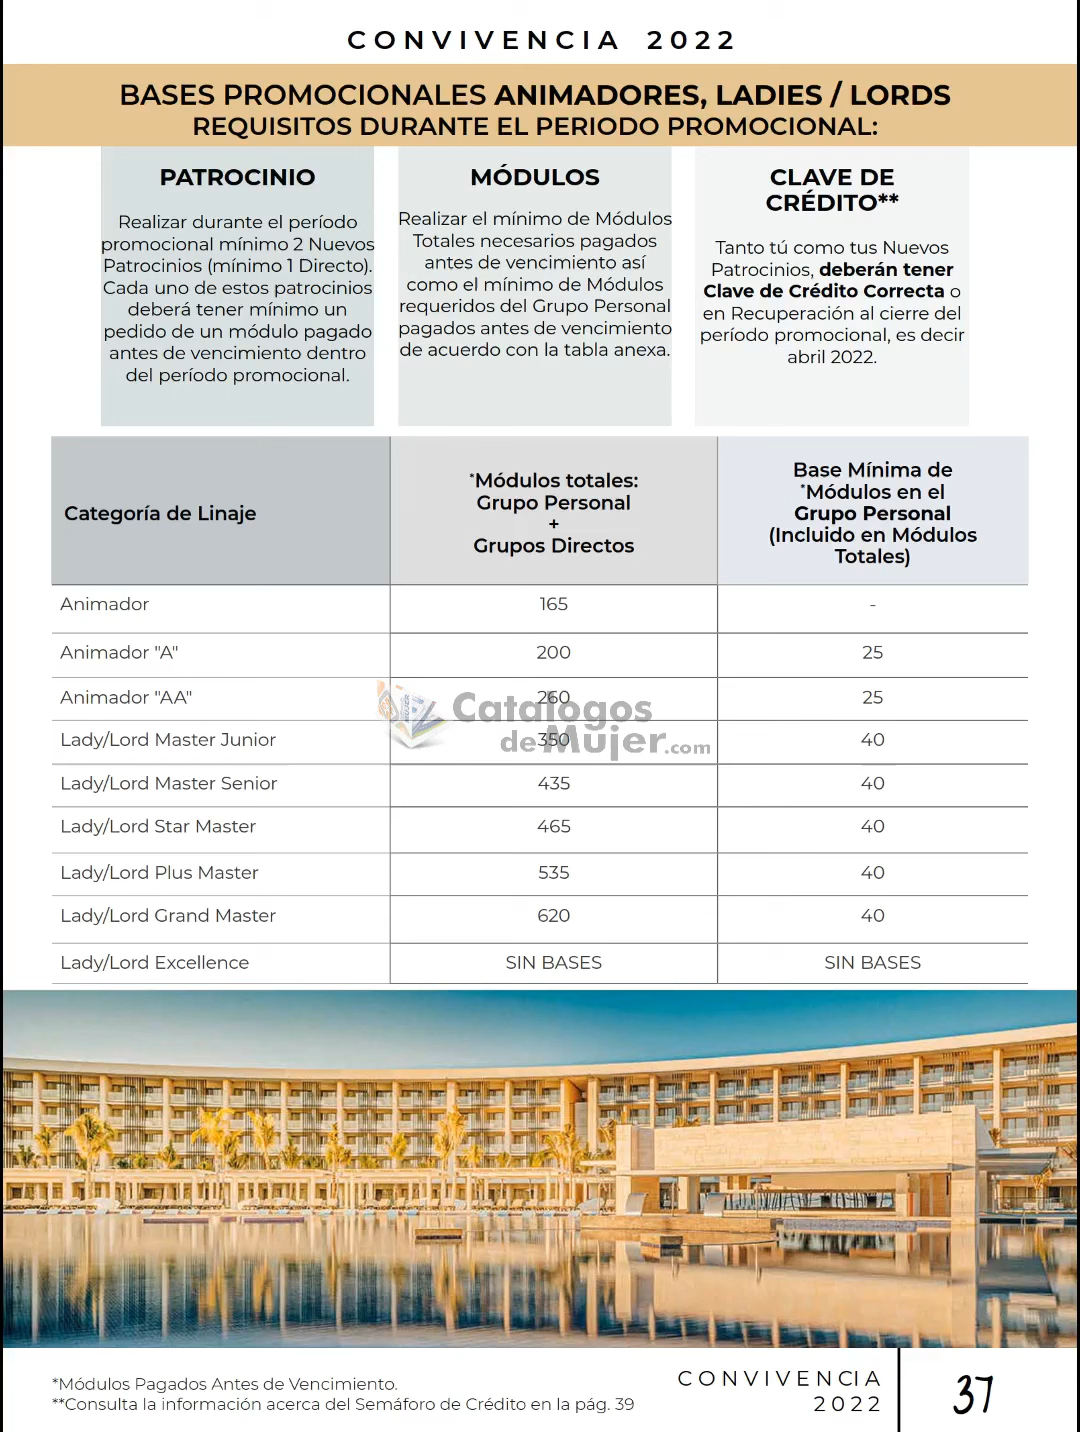 CONVIVENCIA 2022
BASES PROMOCIONALES ANIMADORES, LADIES / LORDS
REQUISITOS DURANTE EL PERIODO PROMOCIONAL:
PATROCINIO
Realizar durante el período
promocional mínimo 2 Nuevos
Patrocinios (mínimo 1 Directo).
Cada uno de estos patrocinios
deberá tener mínimo un
pedido de un módulo pagado
antes de vencimiento dentro
del período promocional.
MÓDULOS
Realizar el mínimo de Módulos
Totales necesarios pagados
antes de vencimiento así
como el mínimo de Módulos
requeridos del Grupo Personal
pagados antes de vencimiento
de acuerdo con la tabla anexa.
CLAVE DE
CRÉDITO**
Tanto tú como tus Nuevos
Patrocinios, deberán tener
Clave de Crédito Correcta o
en Recuperación al cierre del
período promocional, es decir
abril 2022.
Categoría de Linaje
*Módulos totales:
Grupo Personal
+
Grupos Directos
Base Mínima de
*Módulos en el
Grupo Personal
(Incluido en Módulos
Totales)
Animador 165 -
Animador "A" 200 25
Animador "AA" 260 25
Lady/Lord Master Junior 350 40
Lady/Lord Master Senior 435 40
Lady/Lord Star Master 465 40
Lady/Lord Plus Master 535 40
Lady/Lord Grand Master 620 40
Lady/Lord Excellence SIN BASES SIN BASES
Catalogos
de Mujer.com
*Módulos Pagados Antes de Vencimiento.
**Consulta la información acerca del Semáforo de Crédito en la pág. 39
CONVIVENCIA
2022
37